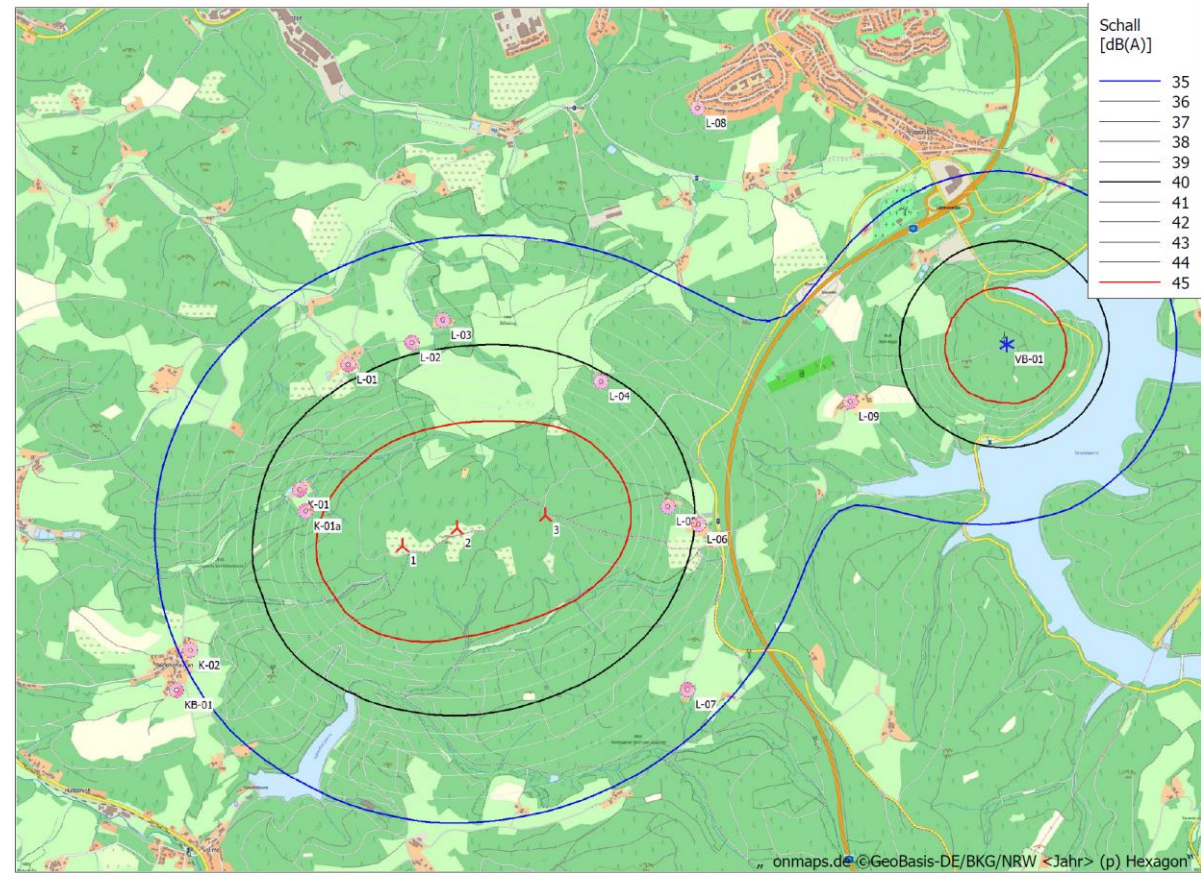 Schall
[dB(A)]
35
36
37
38
39
40
41
42
43
44
45
L-08
L-03
L-02
L-01
L-04
VB-01
L-09
K-01
K-01a
L-06
1
2
3
K-02
KB-01
L-07
„ onmaps.de ©GeoBasis-DE/BKG/NRW <Jahr> (p) Hexagon"